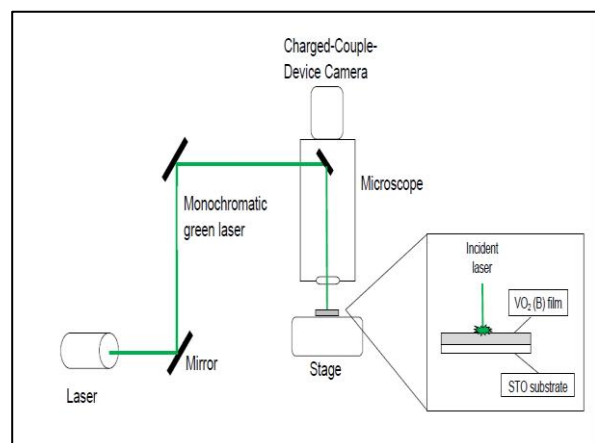 Charged-Couple-
Device Camera
Microscope
Monochromatic
green laser
Incident
laser
VO₂ (B) film
Mirror
Stage
STO substrate
Laser